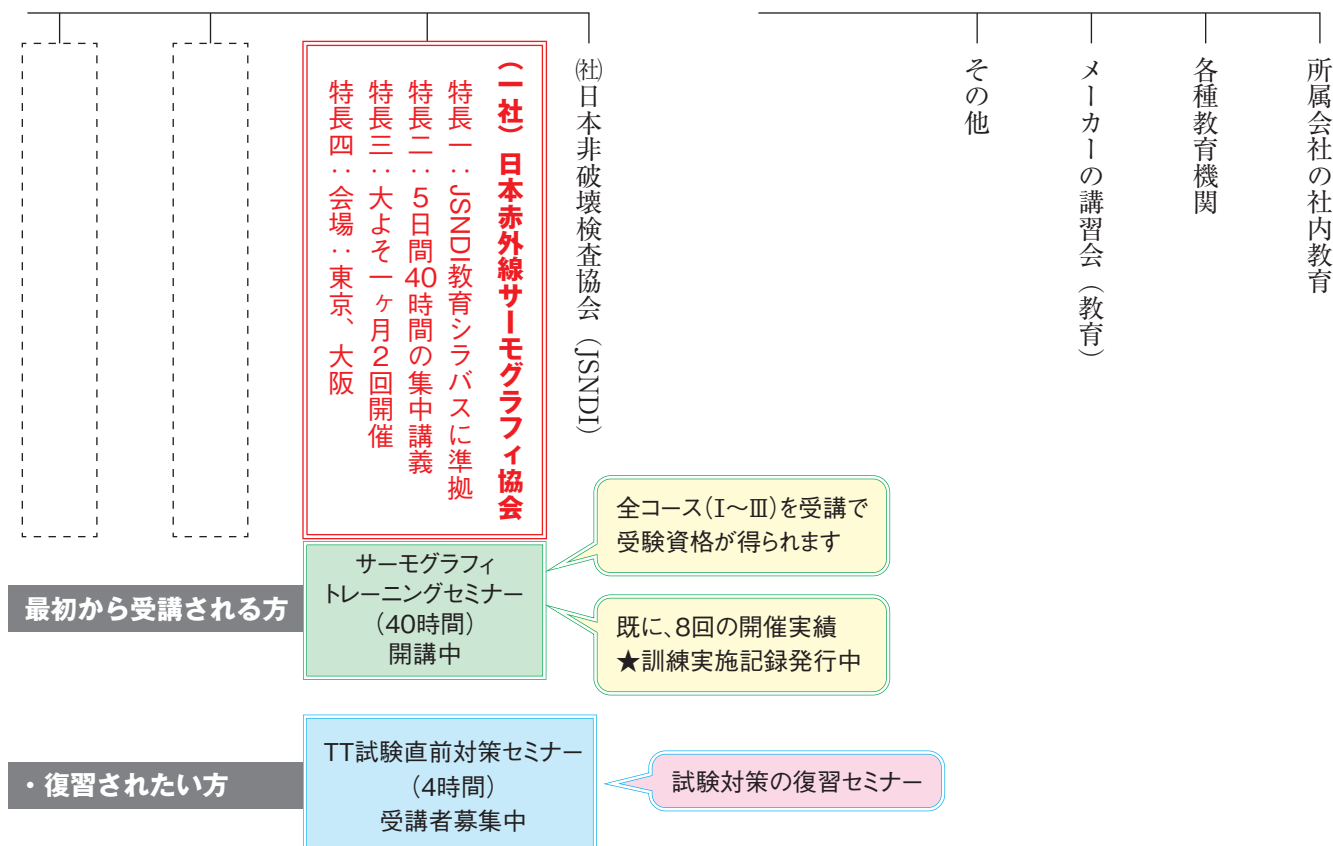 所属会社の社内教育
各種教育機関
メーカーの講習会（教育）
その他
㈳日本非破壊検査協会（JSNDI）
（一社）日本赤外線サーモグラフィ協会
特長一：JSNDI教育シラバスに準拠
特長二：5日間40時間の集中講義
特長三：大よそ一ヶ月2回開催
特長四：会場：東京、大阪
全コース(Ⅰ～Ⅲ)を受講で
受験資格が得られます
最初から受講される方
サーモグラフィ
トレーニングセミナー
（40時間）
開講中
既に、8回の開催実績
★訓練実施記録発行中
・復習されたい方
TT試験直前対策セミナー
（4時間）
受講者募集中
試験対策の復習セミナー